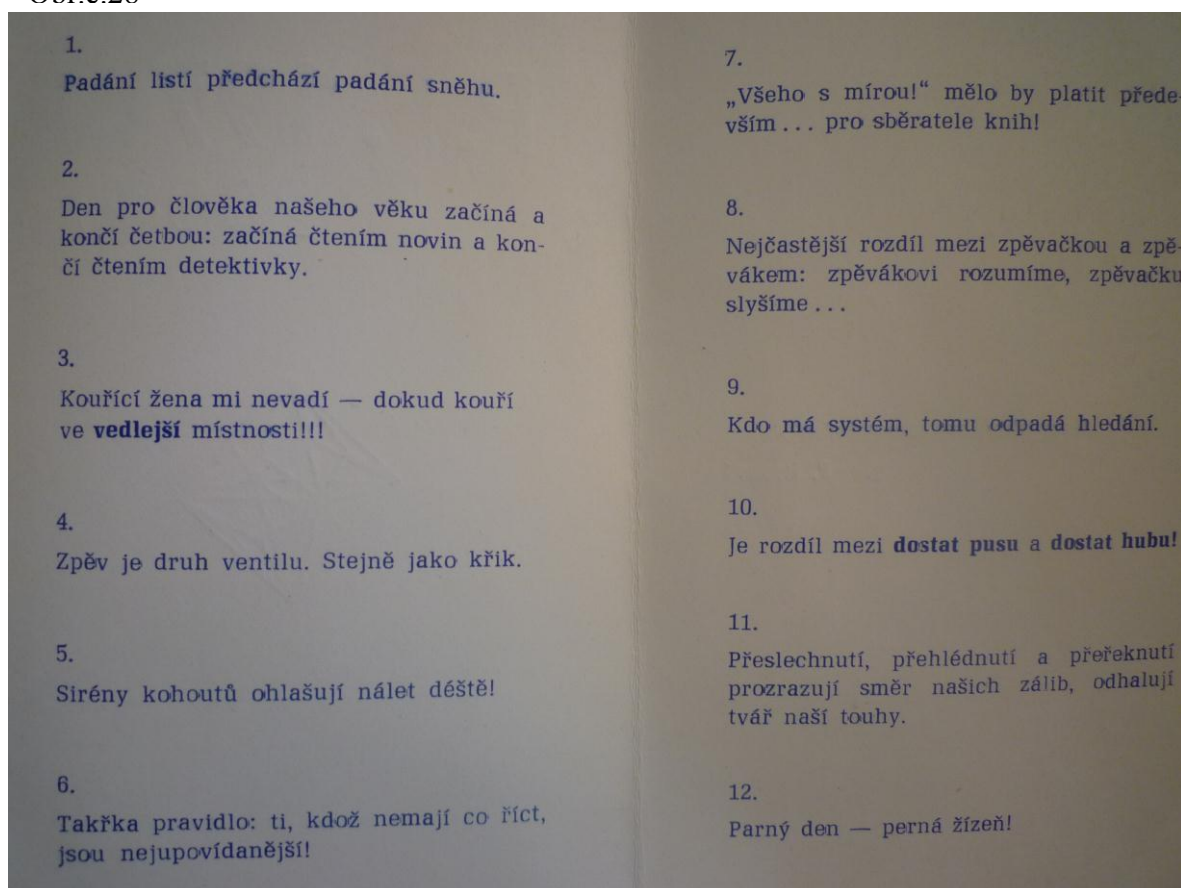 1.
Padání listí předchází padání sněhu.
2.
Den pro člověka našeho věku začíná a
končí četbou: začíná čtením novin a kon-
čí čtením detektivky.
3.
Kouřící žena mi nevadí — dokud kouří
ve vedlejší místnosti!!!
4.
Zpěv je druh ventilu. Stejně jako křik.
5.
Sirény kohoutů ohlašují nálet déště!
6.
Takřka pravidlo: ti, kdož nemají co říct,
jsou nejupovídanější!
7.
„Všeho s mírou!“ mělo by platit přede-
vším... pro sběratele knih!
8.
Nejčastější rozdíl mezi zpěvačkou a zpě-
vákem: zpěvákovi rozumíme, zpěvačku
slyšíme...
9.
Kdo má systém, tomu odpadá hledání.
10.
Je rozdíl mezi dostat pusu a dostat hubu!
11.
Přeslechnutí, přehlédnutí a přeřeknutí
prozrazují směr našich zálib, odhalují
tvář naší touhy.
12.
Parný den — perná žízeň!